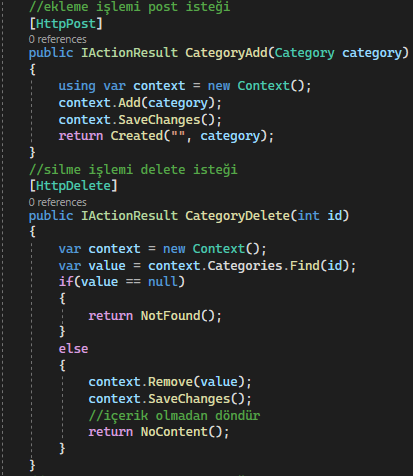 //ekleme işlemi post isteği
[HttpPost]
0 references
public IActionResult CategoryAdd(Category category)
{
using var context = new Context();
context.Add(category);
context.SaveChanges();
return Created("", category);
}
//silme işlemi delete isteği
[HttpDelete]
0 references
public IActionResult CategoryDelete(int id)
{
var context = new Context();
var value = context.Categories.Find(id);
if(value == null)
{
return NotFound();
}
else
{
context.Remove(value);
context.SaveChanges();
//içerik olmadan döndür
return NoContent();
}
}